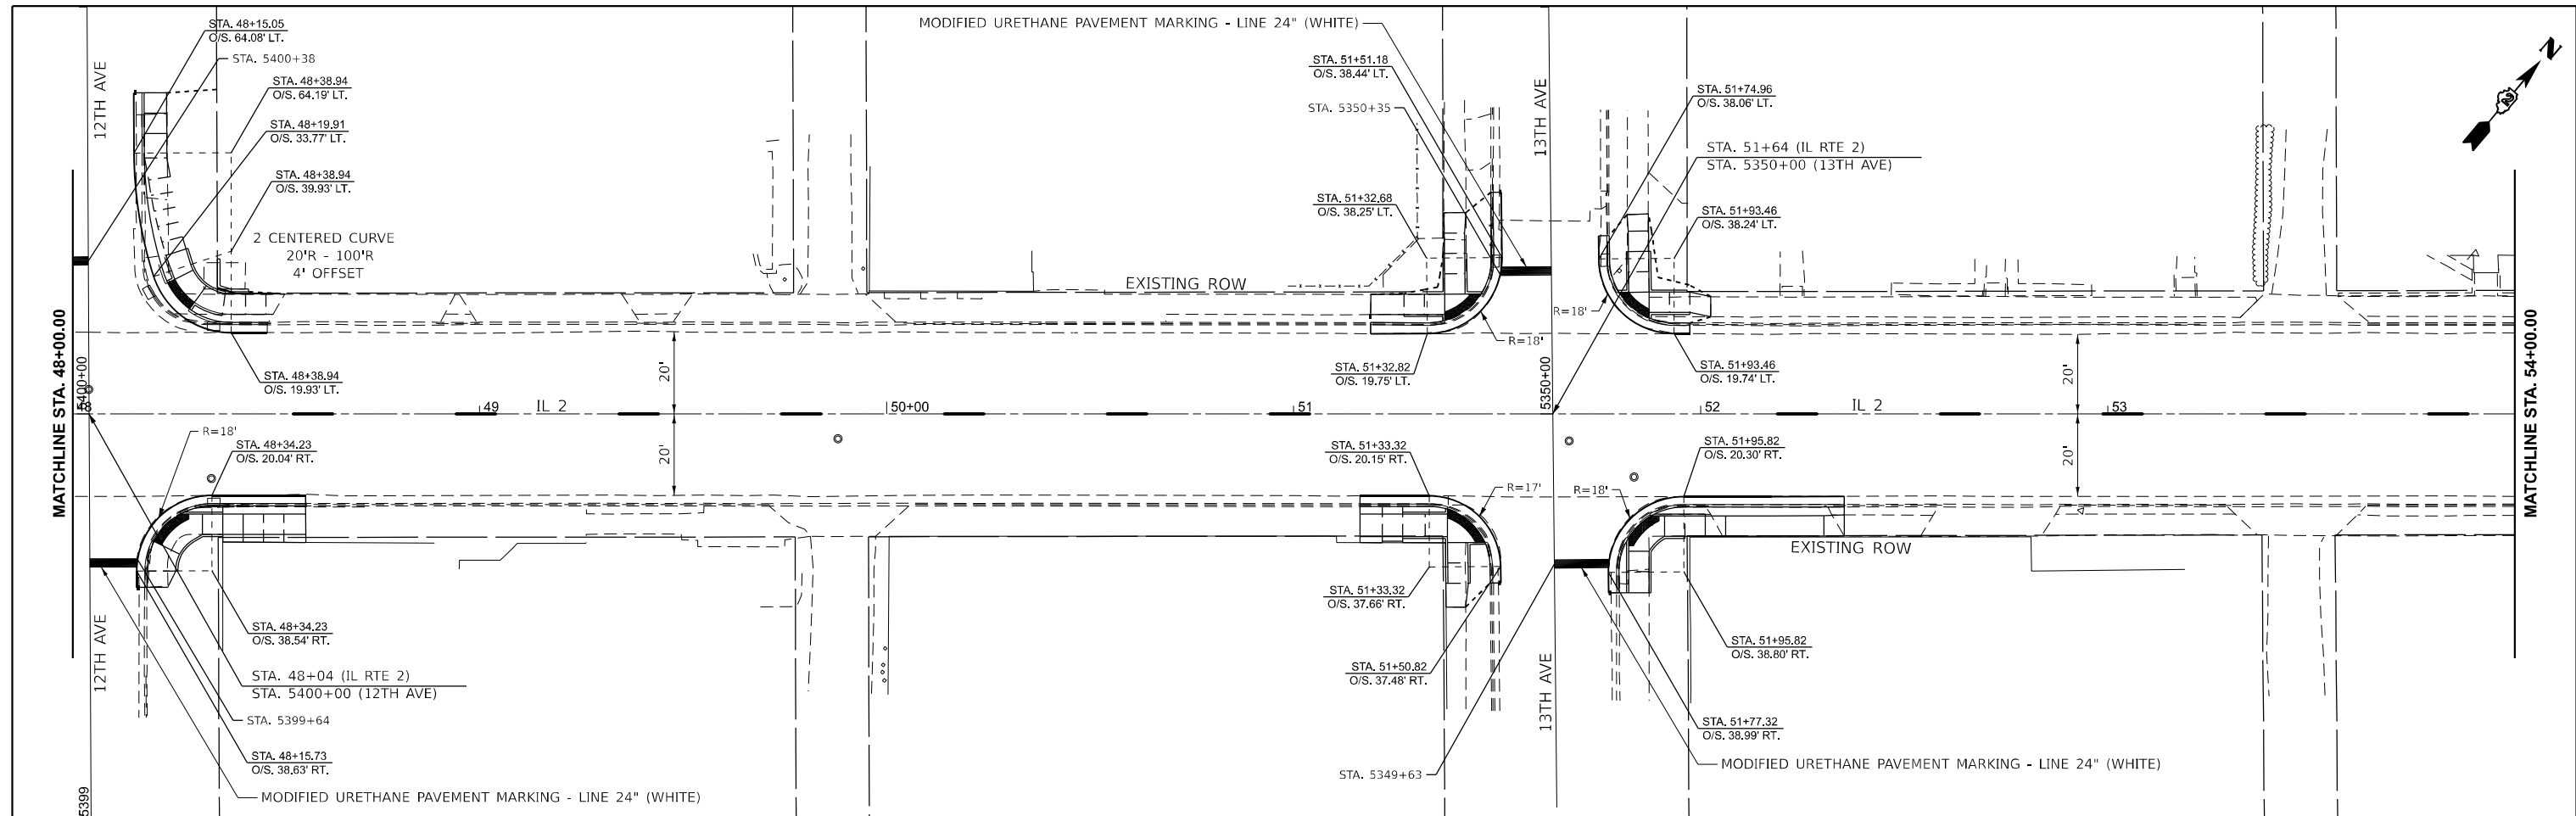 STA. 48+15.05
O/S. 64.08' LT.
STA. 5400+38
12TH AVE
STA. 48+38.94
O/S. 64.19' LT.
STA. 48+19.91
O/S. 33.77' LT.
STA. 48+38.94
O/S. 39.93' LT.
2 CENTERED CURVE
20'R - 100'R
4' OFFSET
STA. 48+38.94
O/S. 19.93' LT.
MODIFIED URETHANE PAVEMENT MARKING - LINE 24" (WHITE)
STA. 51+51.18
O/S. 38.44' LT.
STA. 5350+35
13TH AVE
STA. 51+74.96
O/S. 38.06' LT.
STA. 51+64 (IL RTE 2)
STA. 5350+00 (13TH AVE)
STA. 51+32.68
O/S. 38.25' LT.
STA. 51+93.46
O/S. 38.24' LT.
EXISTING ROW
R=18'
R=18'
STA. 51+32.82
O/S. 19.75' LT.
STA. 51+93.46
O/S. 19.74' LT.
N
2
MATCHLINE STA. 48+00.00
5400+00
48
49
IL 2
20'
20'
50+00
51
5350+00
52
IL 2
20'
20'
53
MATCHLINE STA. 54+00.00
R=18'
STA. 48+34.23
O/S. 20.04' RT.
STA. 51+33.32
O/S. 20.15' RT.
STA. 51+95.82
O/S. 20.30' RT.
R=17'
R=18'
EXISTING ROW
STA. 51+33.32
O/S. 37.66' RT.
STA. 48+34.23
O/S. 38.54' RT.
STA. 51+95.82
O/S. 38.80' RT.
12TH AVE
STA. 48+04 (IL RTE 2)
STA. 5400+00 (12TH AVE)
STA. 51+50.82
O/S. 37.48' RT.
13TH AVE
STA. 5399+64
STA. 51+77.32
O/S. 38.99' RT.
STA. 48+15.73
O/S. 38.63' RT.
STA. 5349+63
MODIFIED URETHANE PAVEMENT MARKING - LINE 24" (WHITE)
5399
MODIFIED URETHANE PAVEMENT MARKING - LINE 24" (WHITE)